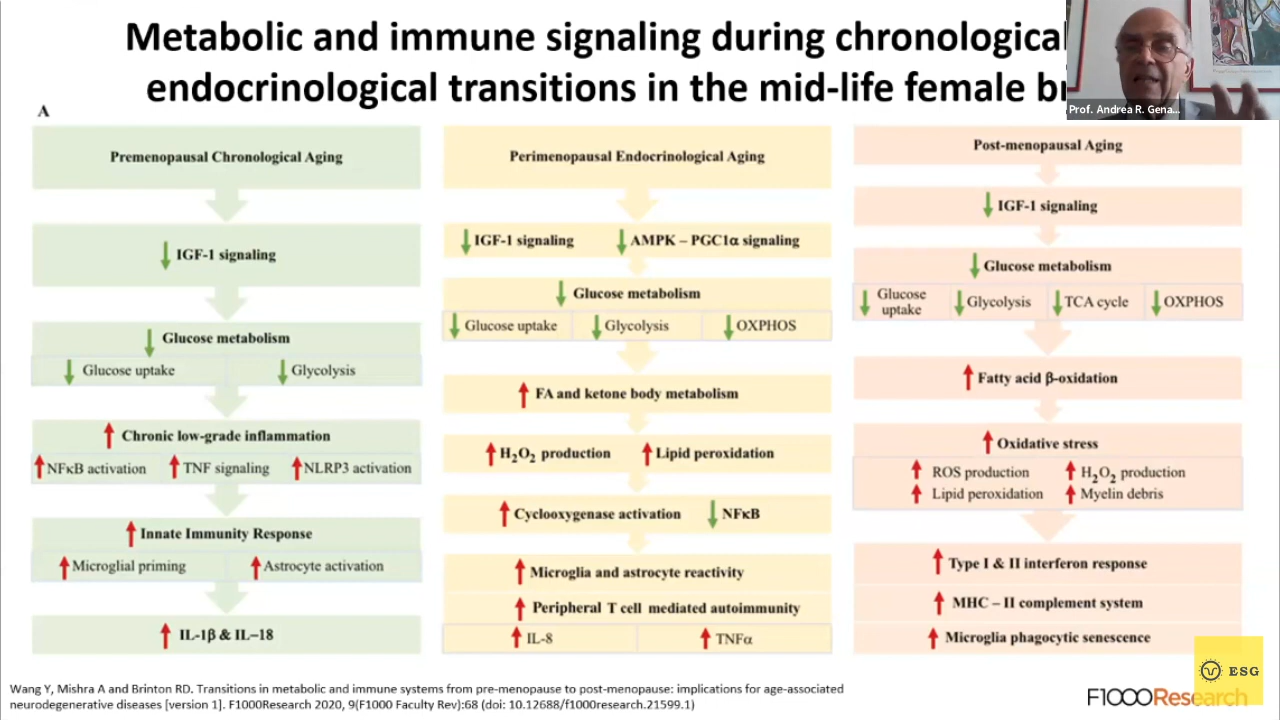 Metabolic and immune signaling during chronological
endocrinological transitions in the mid-life female br
Prof. Andrea R. Gena...
A
Premenopausal Chronological Aging
↓ IGF-1 signaling
↓ Glucose metabolism
↓ Glucose uptake ↓ Glycolysis
↑ Chronic low-grade inflammation
↑ NFκB activation ↑ TNF signaling ↑ NLRP3 activation
↑ Innate Immunity Response
↑ Microglial priming ↑ Astrocyte activation
↑ IL-1β & IL–18
Perimenopausal Endocrinological Aging
↓ IGF-1 signaling ↓ AMPK – PGC1α signaling
↓ Glucose metabolism
↓ Glucose uptake ↓ Glycolysis ↓ OXPHOS
↑ FA and ketone body metabolism
↑ H₂O₂ production ↑ Lipid peroxidation
↑ Cyclooxygenase activation ↓ NFκB
↑ Microglia and astrocyte reactivity
↑ Peripheral T cell mediated autoimmunity
↑ IL-8 ↑ TNFα
Post-menopausal Aging
↓ IGF-1 signaling
↓ Glucose metabolism
↓ Glucose uptake ↓ Glycolysis ↓ TCA cycle ↓ OXPHOS
↑ Fatty acid β-oxidation
↑ Oxidative stress
↑ ROS production ↑ H₂O₂ production
↑ Lipid peroxidation ↑ Myelin debris
↑ Type I & II interferon response
↑ MHC – II complement system
↑ Microglia phagocytic senescence
Wang Y, Mishra A and Brinton RD. Transitions in metabolic and immune systems from pre-menopause to post-menopause: implications for age-associated
neurodegenerative diseases [version 1]. F1000Research 2020, 9(F1000 Faculty Rev):68 (doi: 10.12688/f1000research.21599.1)
F1000Research
ESG